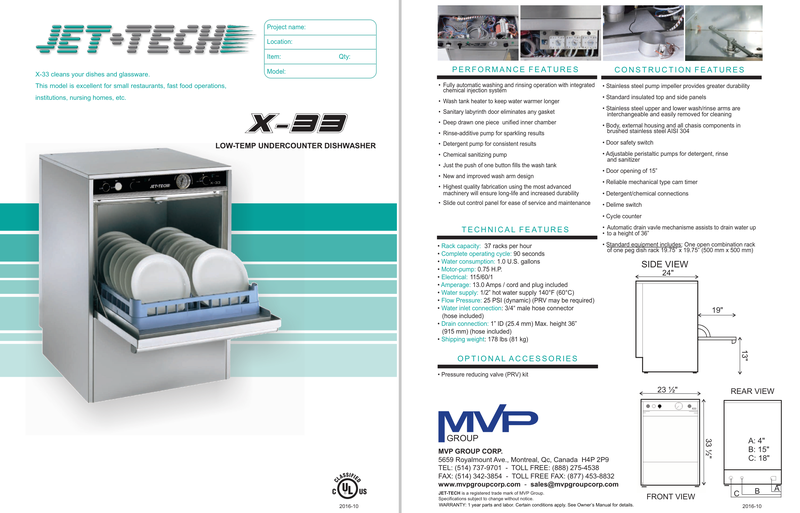 JET-TECH
Project name:
Location:
Item: Qty:
Model:
X-33 cleans your dishes and glassware.
This model is excellent for small restaurants, fast food operations,
institutions, nursing homes, etc.
X-33
LOW-TEMP UNDERCOUNTER DISHWASHER
JET-TECH
CLASSIFIED
C UL US
2016-10
PERFORMANCE FEATURES
• Fully automatic washing and rinsing operation with integrated
chemical injection system
• Wash tank heater to keep water warmer longer
• Sanitary labyrinth door eliminates any gasket
• Deep drawn one piece unified inner chamber
• Rinse-additive pump for sparkling results
• Detergent pump for consistent results
• Chemical sanitizing pump
• Just the push of one button fills the wash tank
• New and improved wash arm design
• Highest quality fabrication using the most advanced
machinery will ensure long-life and increased durability
• Slide out control panel for ease of service and maintenance
TECHNICAL FEATURES
• Rack capacity: 37 racks per hour
• Complete operating cycle: 90 seconds
• Water consumption: 1.0 U.S. gallons
• Motor-pump: 0.75 H.P.
• Electrical: 115/60/1
• Amperage: 13.0 Amps / cord and plug included
• Water supply: 1/2" hot water supply 140°F (60°C)
• Flow Pressure: 25 PSI (dynamic) (PRV may be required)
• Water inlet connection: 3/4" male hose connector
(hose included)
• Drain connection: 1" ID (25.4 mm) Max. height 36"
(915 mm) (hose included)
• Shipping weight: 178 lbs (81 kg)
OPTIONAL ACCESSORIES
• Pressure reducing valve (PRV) kit
MVP
GROUP
MVP GROUP CORP.
5659 Royalmount Ave., Montreal, Qc, Canada H4P 2P9
TEL: (514) 737-9701 - TOLL FREE: (888) 275-4538
FAX: (514) 342-3854 - TOLL FREE FAX: (877) 453-8832
www.mvpgroupcorp.com - sales@mvpgroupcorp.com
JET-TECH is a registered trade mark of MVP Group.
Specifications subject to change without notice.
WARRANTY: 1 year parts and labor. Certain conditions apply. See Owner's Manual for details.
CONSTRUCTION FEATURES
• Stainless steel pump impeller provides greater durability
• Standard insulated top and side panels
• Stainless steel upper and lower wash/rinse arms are
interchangeable and easily removed for cleaning
• Body, external housing and all chasis components in
brushed stainless steel AISI 304
• Door safety switch
• Adjustable peristaltic pumps for detergent, rinse
and sanitizer
• Door opening of 15"
• Reliable mechanical type cam timer
• Detergent/chemical connections
• Delime switch
• Cycle counter
• Automatic drain vavle mechanisme assists to drain water up
• to a height of 36"
• Standard equipment includes: One open combination rack
of one peg dish rack 19.75" x 19.75" (500 mm x 500 mm)
SIDE VIEW
24"
19"
13"
23 ½"
33 ½"
FRONT VIEW
REAR VIEW
A: 4"
B: 15"
C: 18"
C B A
2016-10